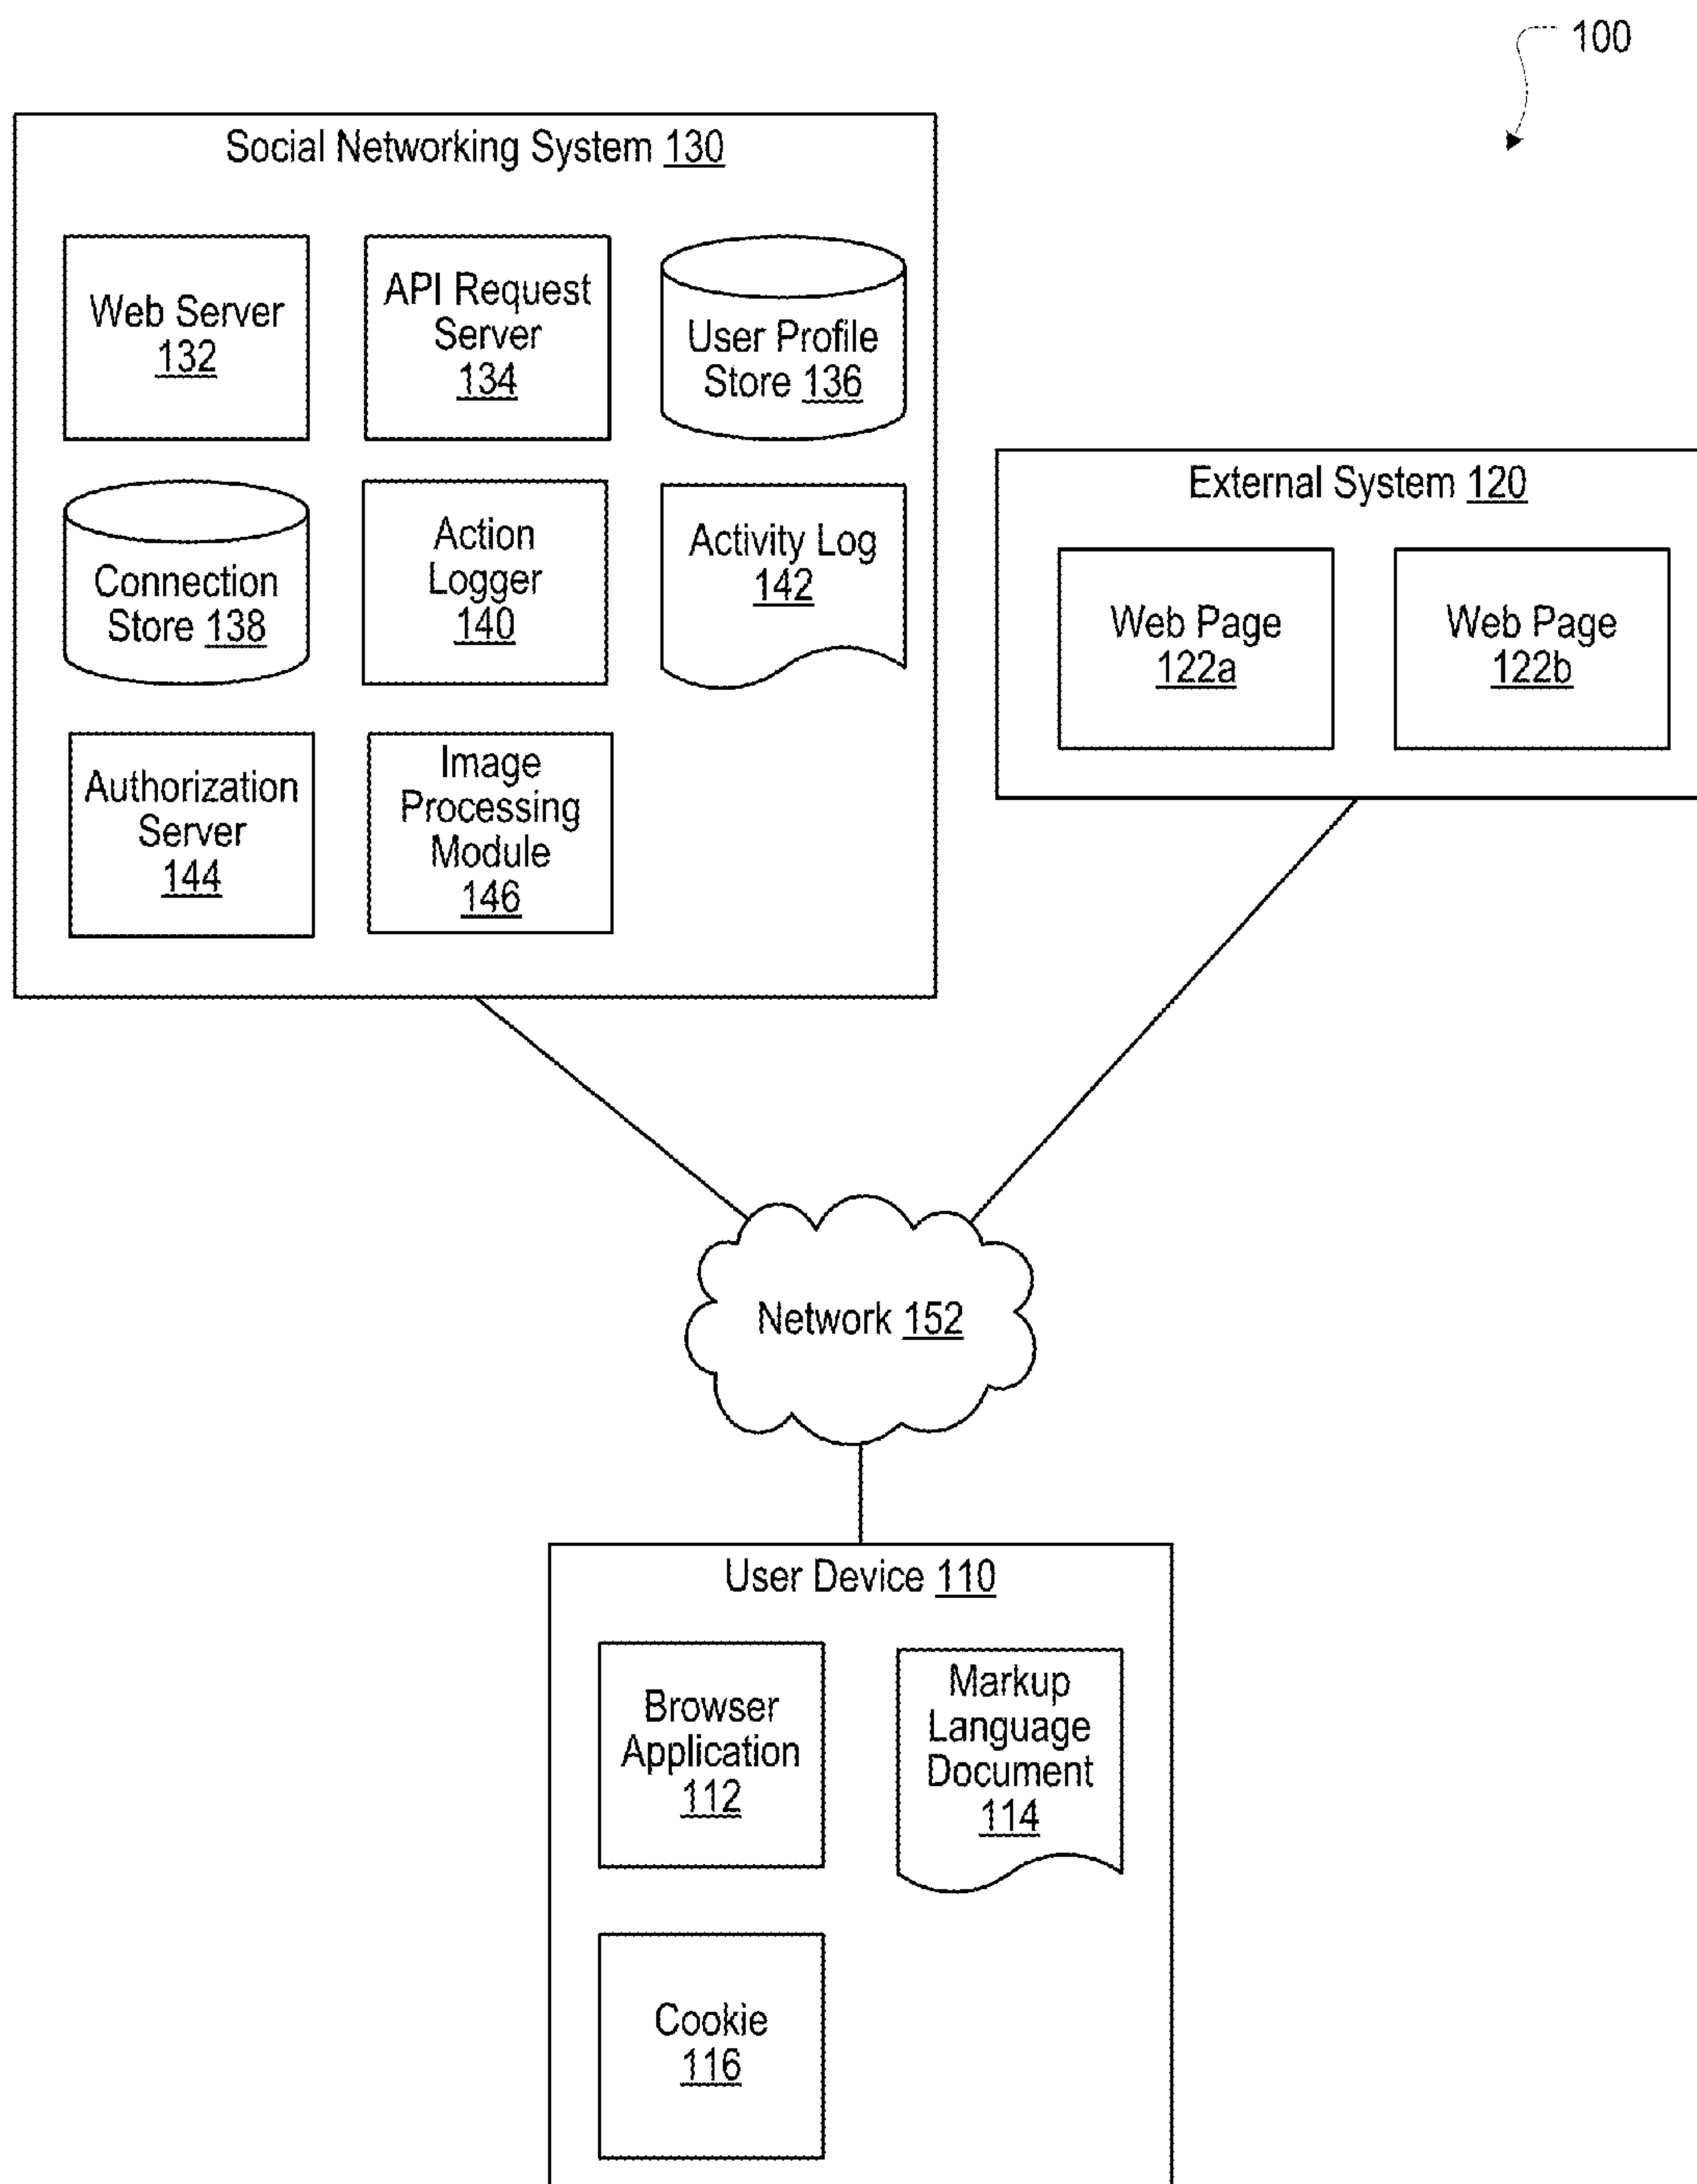 100
Social Networking System 130
Web Server
132
API Request
Server
134
User Profile
Store 136
Connection
Store 138
Action
Logger
140
Activity Log
142
Authorization
Server
144
Image
Processing
Module
146
External System 120
Web Page
122a
Web Page
122b
Network 152
User Device 110
Browser
Application
112
Markup
Language
Document
114
Cookie
116